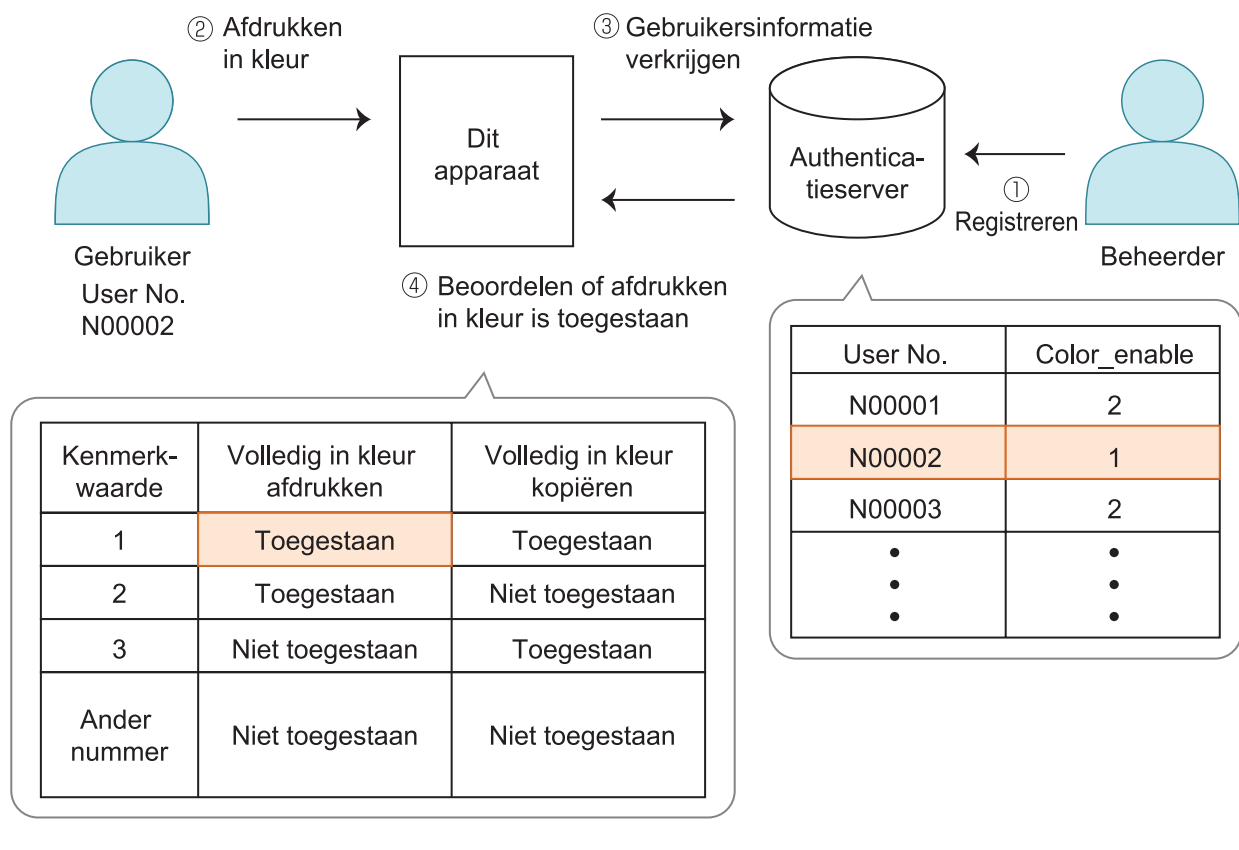 ② Afdrukken
in kleur
③ Gebruikersinformatie
verkrijgen
Dit
apparaat
Authentica-
tieserver
①
Registreren
Gebruiker
User No.
N00002
Beheerder
④ Beoordelen of afdrukken
in kleur is toegestaan
User No. Color_enable
N00001 2
N00002 1
N00003 2
• •
• •
• •
Kenmerk-
waarde
Volledig in kleur
afdrukken
Volledig in kleur
kopiëren
1 Toegestaan Toegestaan
2 Toegestaan Niet toegestaan
3 Niet toegestaan Toegestaan
Ander
nummer
Niet toegestaan Niet toegestaan